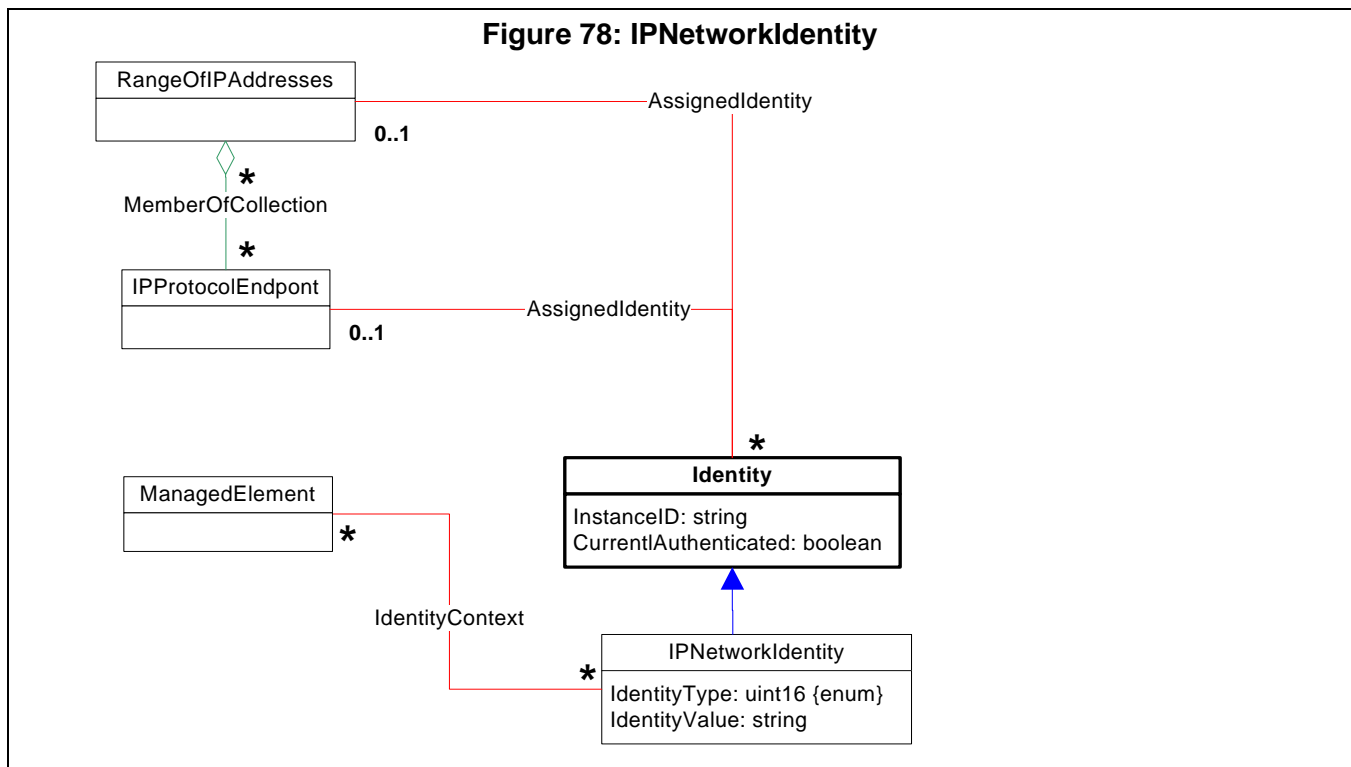 Figure 78: IPNetworkIdentity
RangeOfIPAddresses
AssignedIdentity
0..1
*
MemberOfCollection
*
IPProtocolEndpont
AssignedIdentity
0..1
*
Identity
ManagedElement
InstanceID: string
*
CurrentlAuthenticated: boolean
IdentityContext
IPNetworkIdentity
*
IdentityType: uint16 {enum}
IdentityValue: string